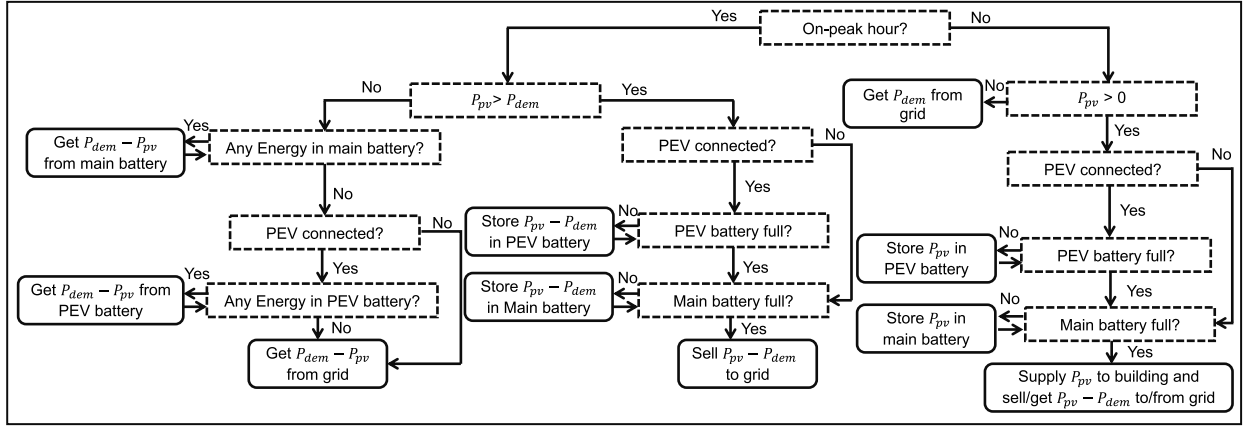 Yes
On-peak hour?
No
No
P_pv > P_dem
Yes
Get P_dem from
grid
No
P_pv > 0
Get P_dem − P_pv
from main battery
Yes
Any Energy in main battery?
PEV connected?
No
Yes
PEV connected?
No
No
Yes
Yes
PEV connected?
No
Store P_pv − P_dem
in PEV battery
No
PEV battery full?
Store P_pv in
PEV battery
No
PEV battery full?
Yes
Yes
Yes
Get P_dem − P_pv from
PEV battery
Yes
Any Energy in PEV battery?
Store P_pv − P_dem
in Main battery
No
Main battery full?
Store P_pv in
main battery
No
Main battery full?
No
Yes
Yes
Get P_dem − P_pv
from grid
Sell P_pv − P_dem
to grid
Supply P_pv to building and
sell/get P_pv − P_dem to/from grid